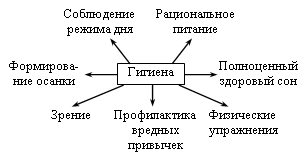 Соблюдение
режима дня
Рациональное
питание
Формирова-
ние осанки
Гигиена
Полноценный
здоровый сон
Зрение
Профилактика
вредных
привычек
Физические
упражнения